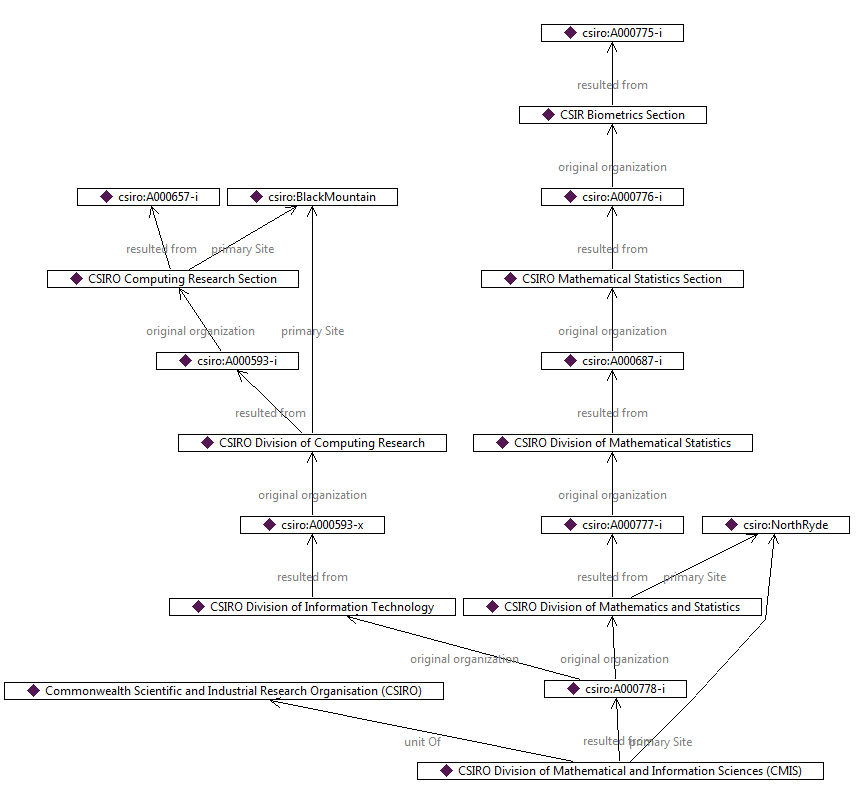 csiro:A000775-i
resulted from
CSIR Biometrics Section
original organization
csiro:A000657-i
csiro:BlackMountain
csiro:A000776-i
resulted from
primary Site
resulted from
CSIRO Computing Research Section
CSIRO Mathematical Statistics Section
original organization
primary Site
original organization
csiro:A000593-i
csiro:A000687-i
resulted from
resulted from
CSIRO Division of Computing Research
CSIRO Division of Mathematical Statistics
original organization
original organization
csiro:A000593-x
csiro:A000777-i
csiro:NorthRyde
resulted from
resulted from
primary Site
CSIRO Division of Information Technology
CSIRO Division of Mathematics and Statistics
original organization
original organization
Commonwealth Scientific and Industrial Research Organisation (CSIRO)
csiro:A000778-i
unit Of
resulted from
primary Site
CSIRO Division of Mathematical and Information Sciences (CMIS)